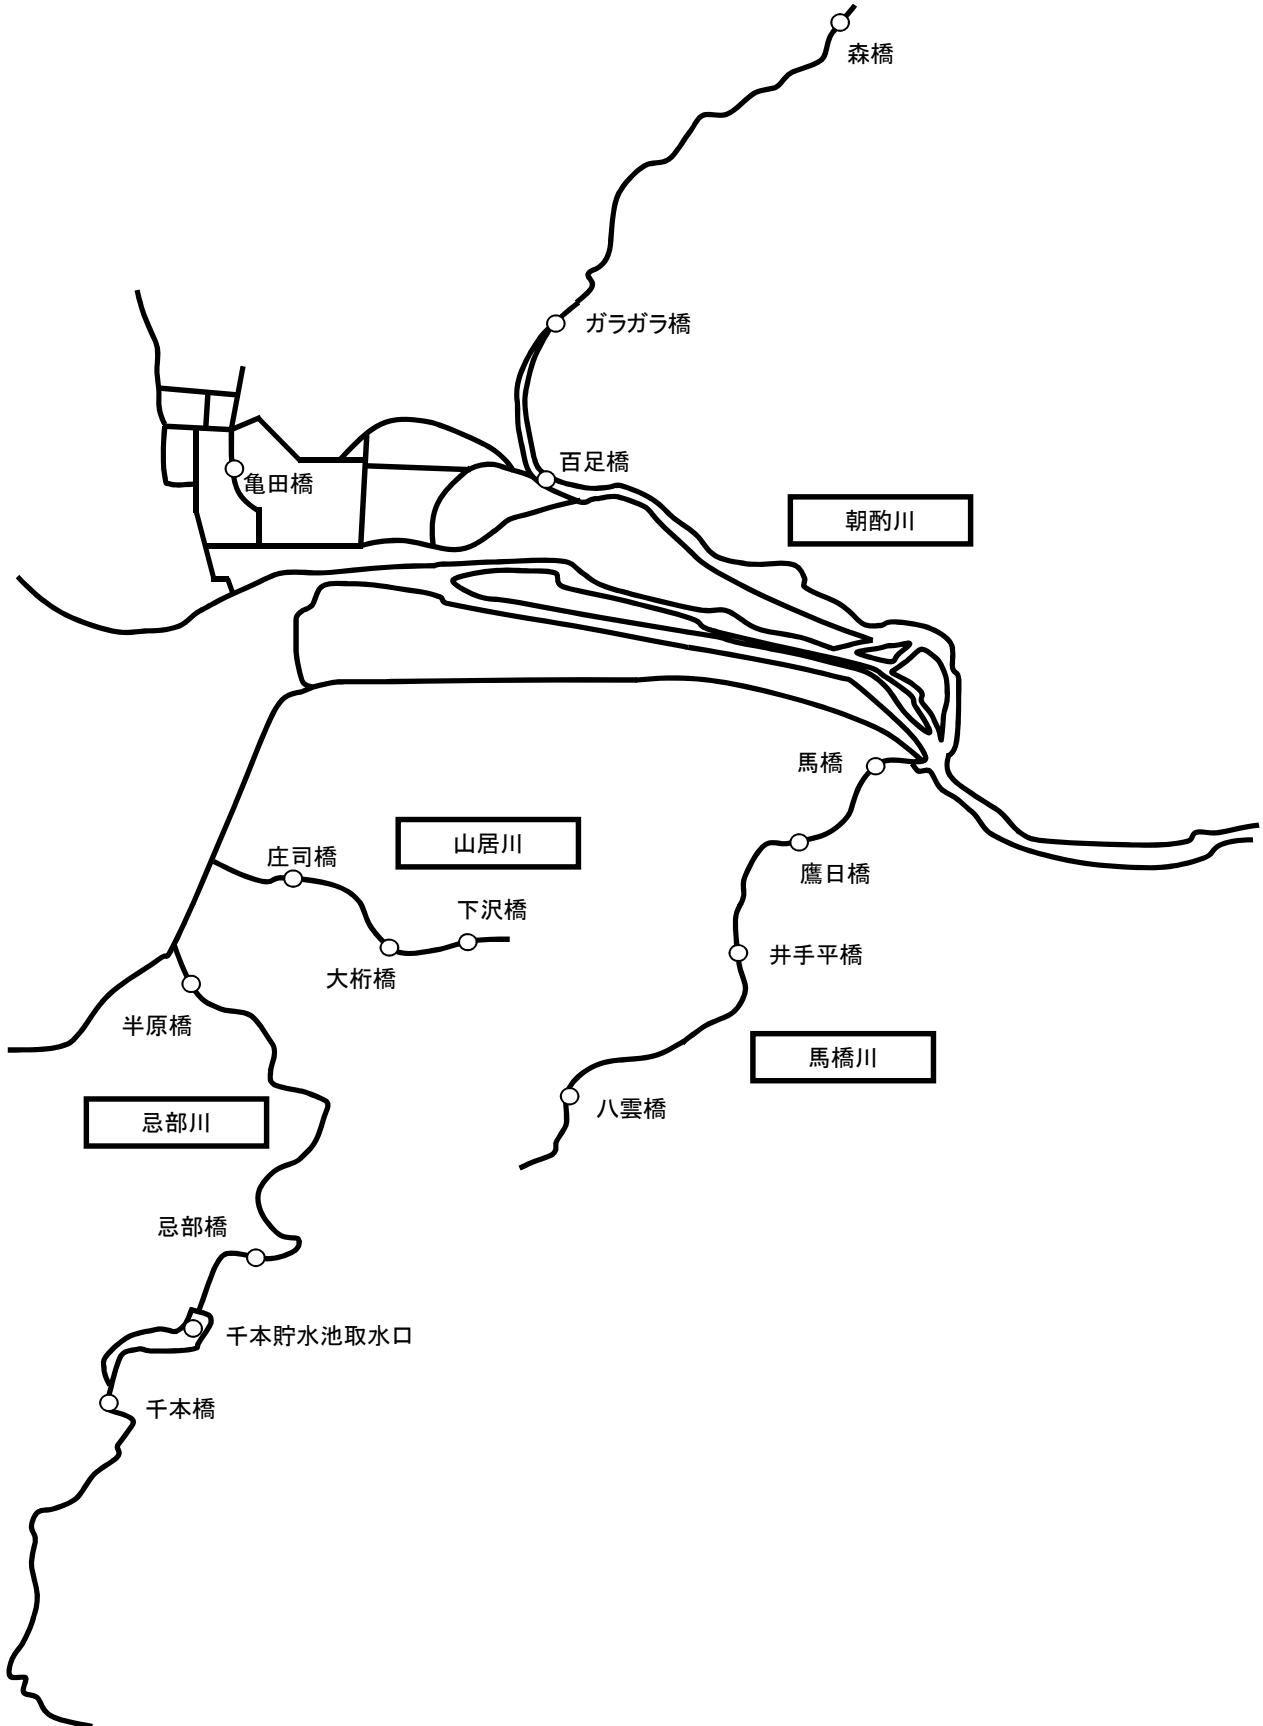 森橋
ガラガラ橋
百足橋
亀田橋
朝酌川
馬橋
山居川
庄司橋
鷹日橋
下沢橋
井手平橋
大桁橋
半原橋
馬橋川
八雲橋
忌部川
忌部橋
千本貯水池取水口
千本橋